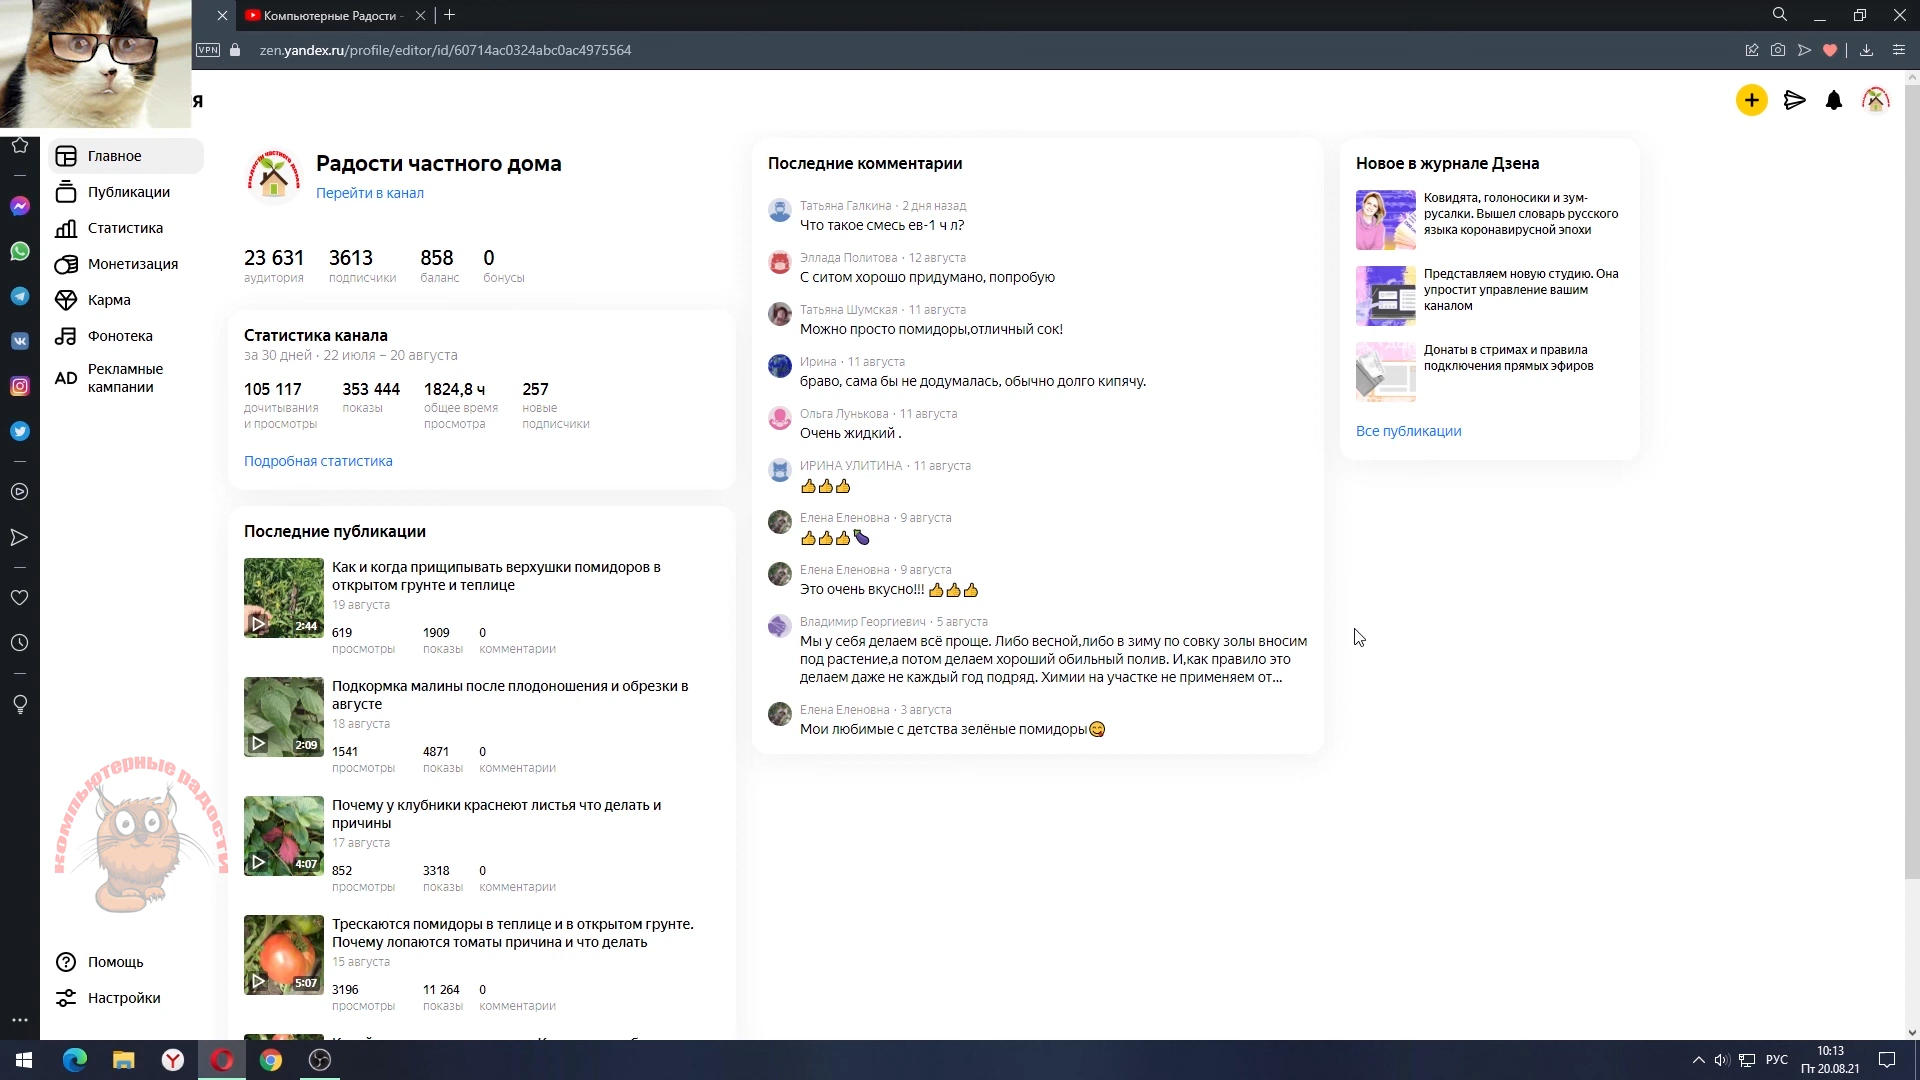 Компьютерные Радости -
VPN
zen.yandex.ru/profile/editor/id/60714ac0324abc0ac4975564
я
Главное
Публикации
Статистика
Монетизация
Карма
Фонотека
AD Рекламные
кампании
Помощь
Настройки
компьютерные радости
Радости частного дома
Перейти в канал
23 631 3613 858 0
аудитория подписчики баланс бонусы
Статистика канала
за 30 дней · 22 июля – 20 августа
105 117 353 444 1824,8 ч 257
дочитывания показы общее время новые
и просмотры просмотра подписчики
Подробная статистика
Последние публикации
Как и когда прищипывать верхушки помидоров в
открытом грунте и теплице
19 августа
2:44
619 1909 0
просмотры показы комментарии
Подкормка малины после плодоношения и обрезки в
августе
18 августа
2:09
1541 4871 0
просмотры показы комментарии
Почему у клубники краснеют листья что делать и
причины
17 августа
4:07
852 3318 0
просмотры показы комментарии
Трескаются помидоры в теплице и в открытом грунте.
Почему лопаются томаты причина и что делать
15 августа
5:07
3196 11 264 0
просмотры показы комментарии
Последние комментарии
Татьяна Галкина · 2 дня назад
Что такое смесь ев-1 ч л?
Эллада Политова · 12 августа
С ситом хорошо придумано, попробую
Татьяна Шумская · 11 августа
Можно просто помидоры,отличный сок!
Ирина · 11 августа
браво, сама бы не додумалась, обычно долго кипячу.
Ольга Лунькова · 11 августа
Очень жидкий .
ИРИНА УЛИТИНА · 11 августа
👍👍👍
Елена Еленовна · 9 августа
👍👍👍🍆
Елена Еленовна · 9 августа
Это очень вкусно!!! 👍👍👍
Владимир Георгиевич · 5 августа
Мы у себя делаем всё проще. Либо весной,либо в зиму по совку золы вносим
под растение,а потом делаем хороший обильный полив. И,как правило это
делаем даже не каждый год подряд. Химии на участке не применяем от...
Елена Еленовна · 3 августа
Мои любимые с детства зелёные помидоры😋
Новое в журнале Дзена
Ковидята, голоносики и зум-
русалки. Вышел словарь русского
языка коронавирусной эпохи
Представляем новую студию. Она
упростит управление вашим
каналом
Донаты в стримах и правила
подключения прямых эфиров
Все публикации
РУС
10:13
Пт 20.08.21